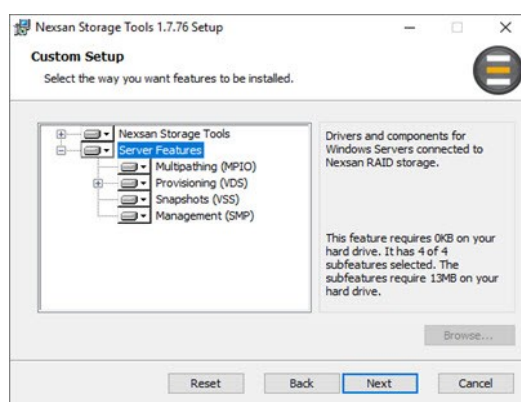 Nexsan Storage Tools 1.7.76 Setup
Custom Setup
Select the way you want features to be installed.
Nexsan Storage Tools
Server Features
Multipathing (MPIO)
Provisioning (VDS)
Snapshots (VSS)
Management (SMP)
Drivers and components for
Windows Servers connected to
Nexsan RAID storage.
This feature requires 0KB on your
hard drive. It has 4 of 4
subfeatures selected. The
subfeatures require 13MB on your
hard drive.
Browse...
Reset Back Next Cancel